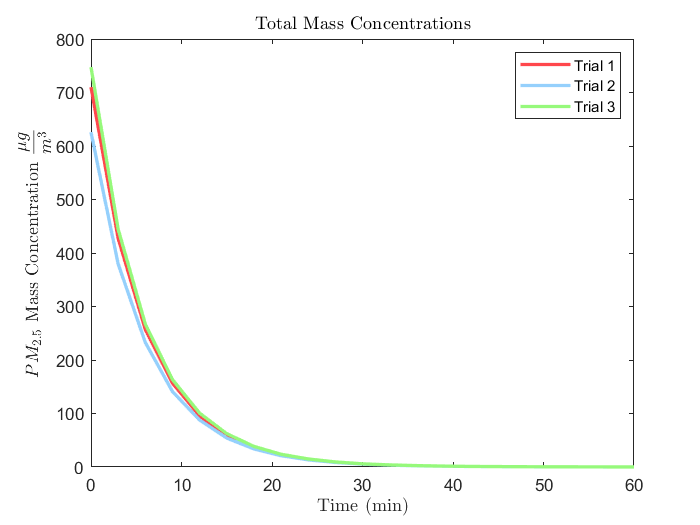 Total Mass Concentrations
Trial 1
Trial 2
Trial 3
PM2.5 Mass Concentration μg/m³
800
700
600
500
400
300
200
100
0
0 10 20 30 40 50 60
Time (min)